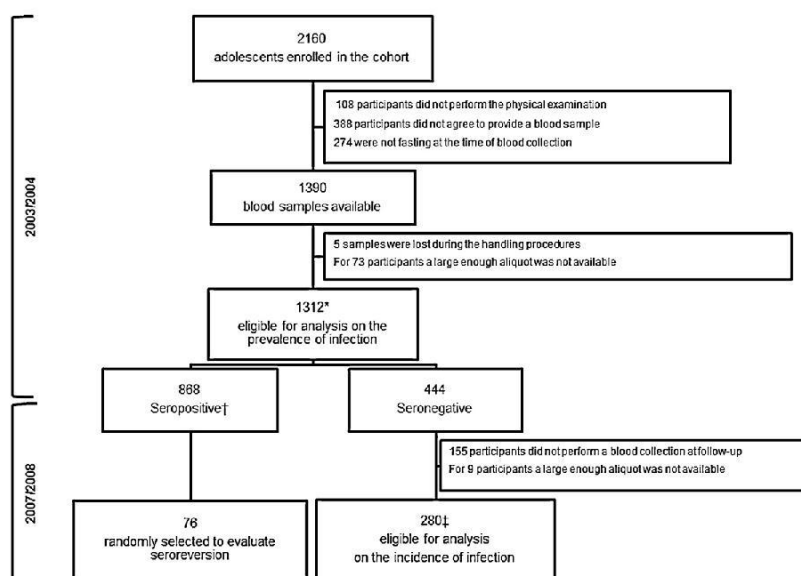 2160
adolescents enrolled in the cohort
108 participants did not perform the physical examination
388 participants did not agree to provide a blood sample
274 were not fasting at the time of blood collection
2003/2004
1390
blood samples available
5 samples were lost during the handling procedures
For 73 participants a large enough aliquot was not available
1312*
eligible for analysis on the
prevalence of infection
868
Seropositive†
444
Seronegative
2007/2008
155 participants did not perform a blood collection at follow-up
For 9 participants a large enough aliquot was not available
76
randomly selected to evaluate
seroreversion
280‡
eligible for analysis
on the incidence of infection